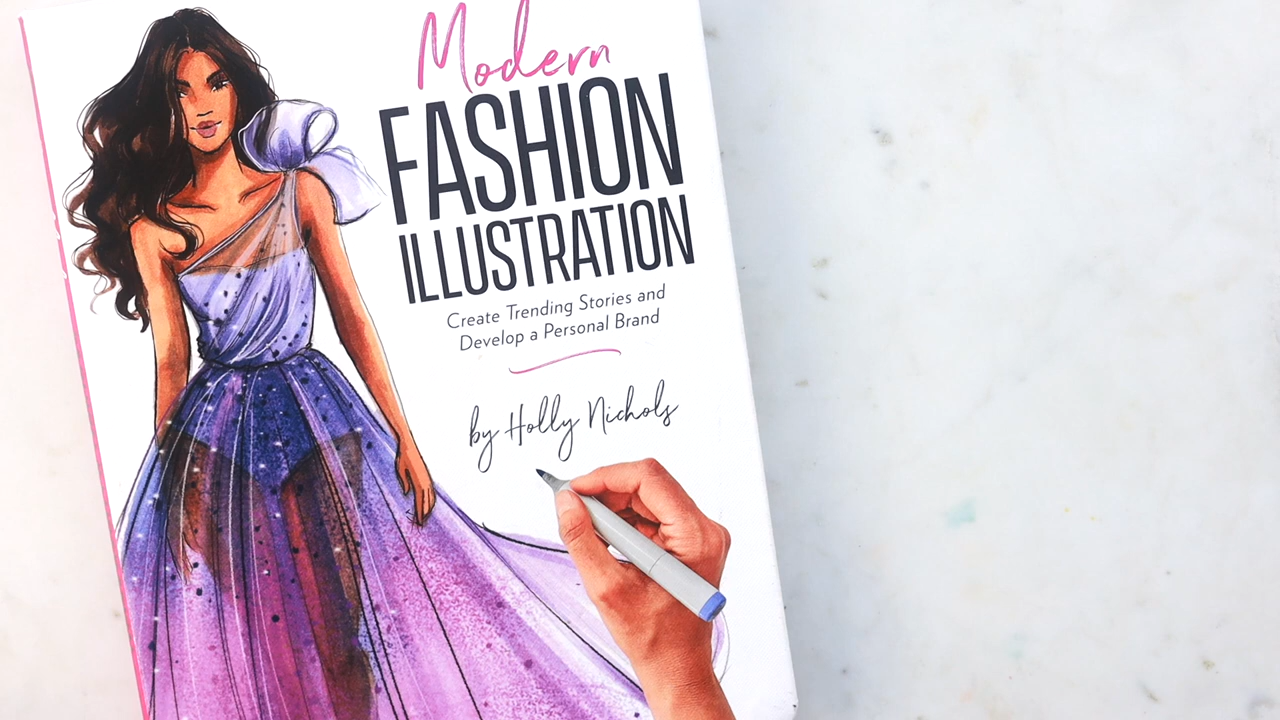 Modern
FASHION
ILLUSTRATION
Create Trending Stories and
Develop a Personal Brand
by Holly Nichols